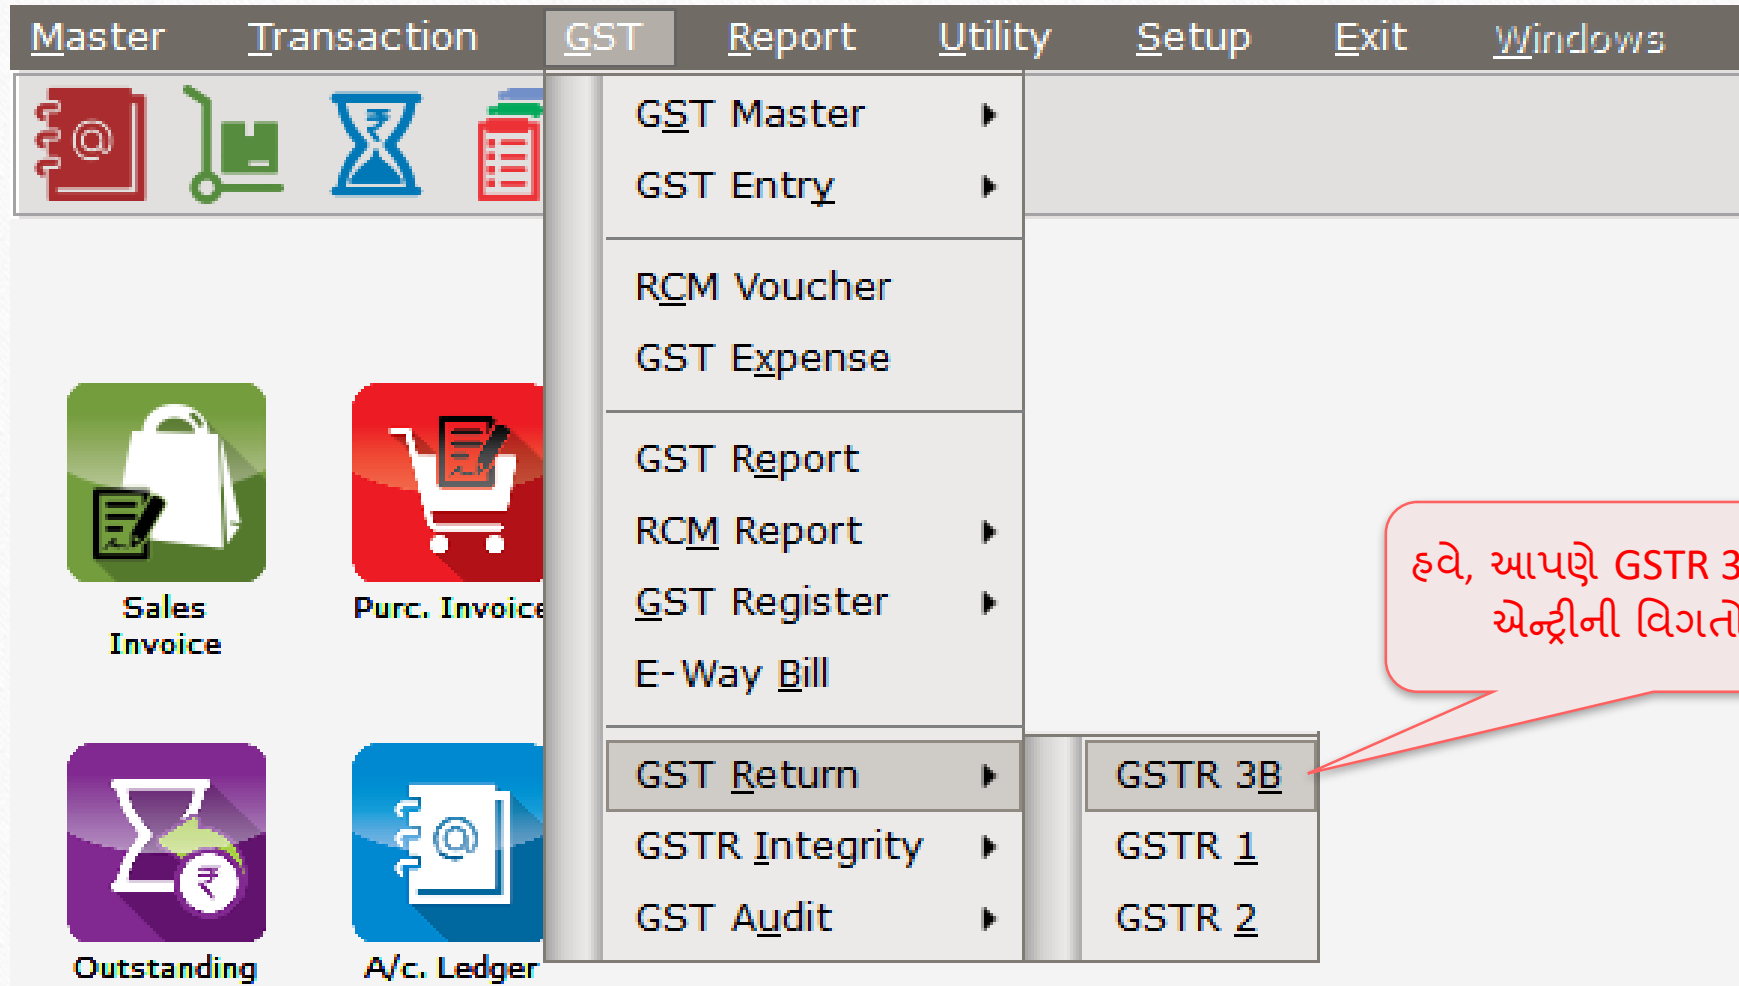 Master Transaction GST Report Utility Setup Exit Windows
GST Master
GST Entry
RCM Voucher
GST Expense
GST Report
RCM Report
GST Register
E-Way Bill
GST Return
GSTR Integrity
GST Audit
GSTR 3B
GSTR 1
GSTR 2
હવે, આપણે GSTR 3
એન્ટ્રીની વિગતો
Sales
Invoice
Purc. Invoice
Outstanding
A/c. Ledger